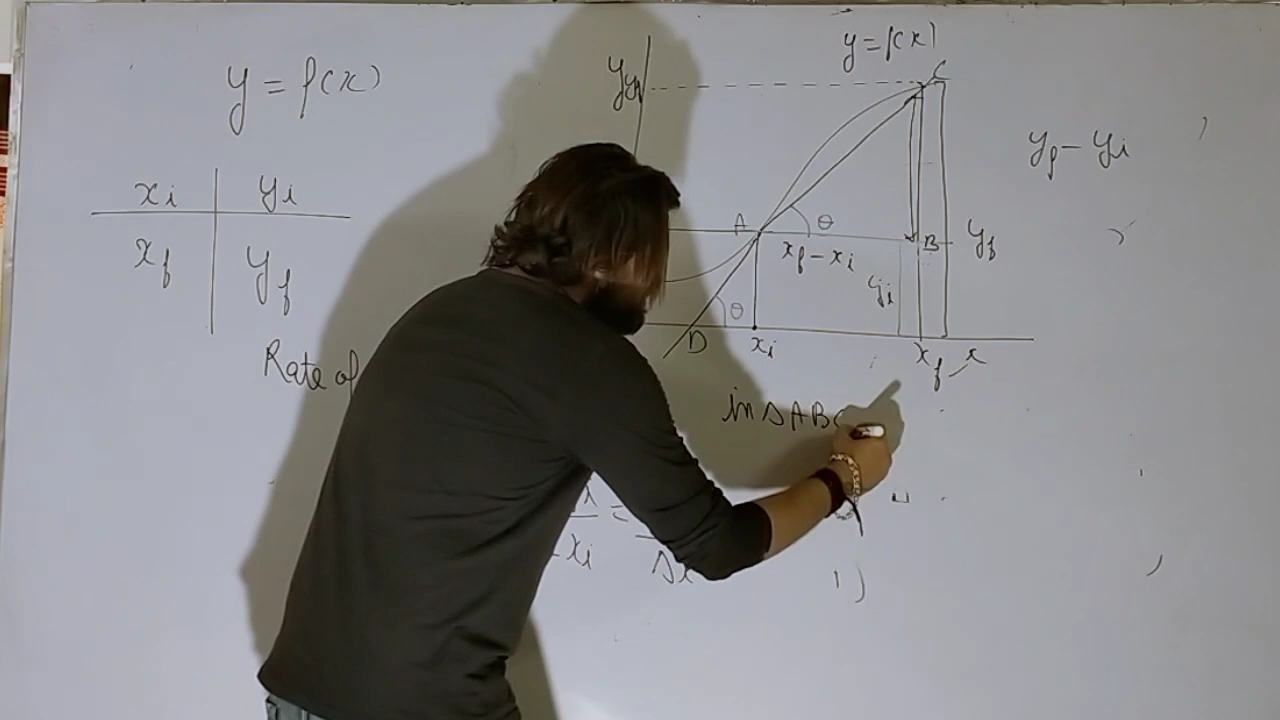 y = f(x)
xi yi
xf yf
Rate of
y = f(x)
y yf
C
yf - yi
A θ
xf - xi
B yf
yi
θ
D xi xf x
in ΔABC
xi =
Δx